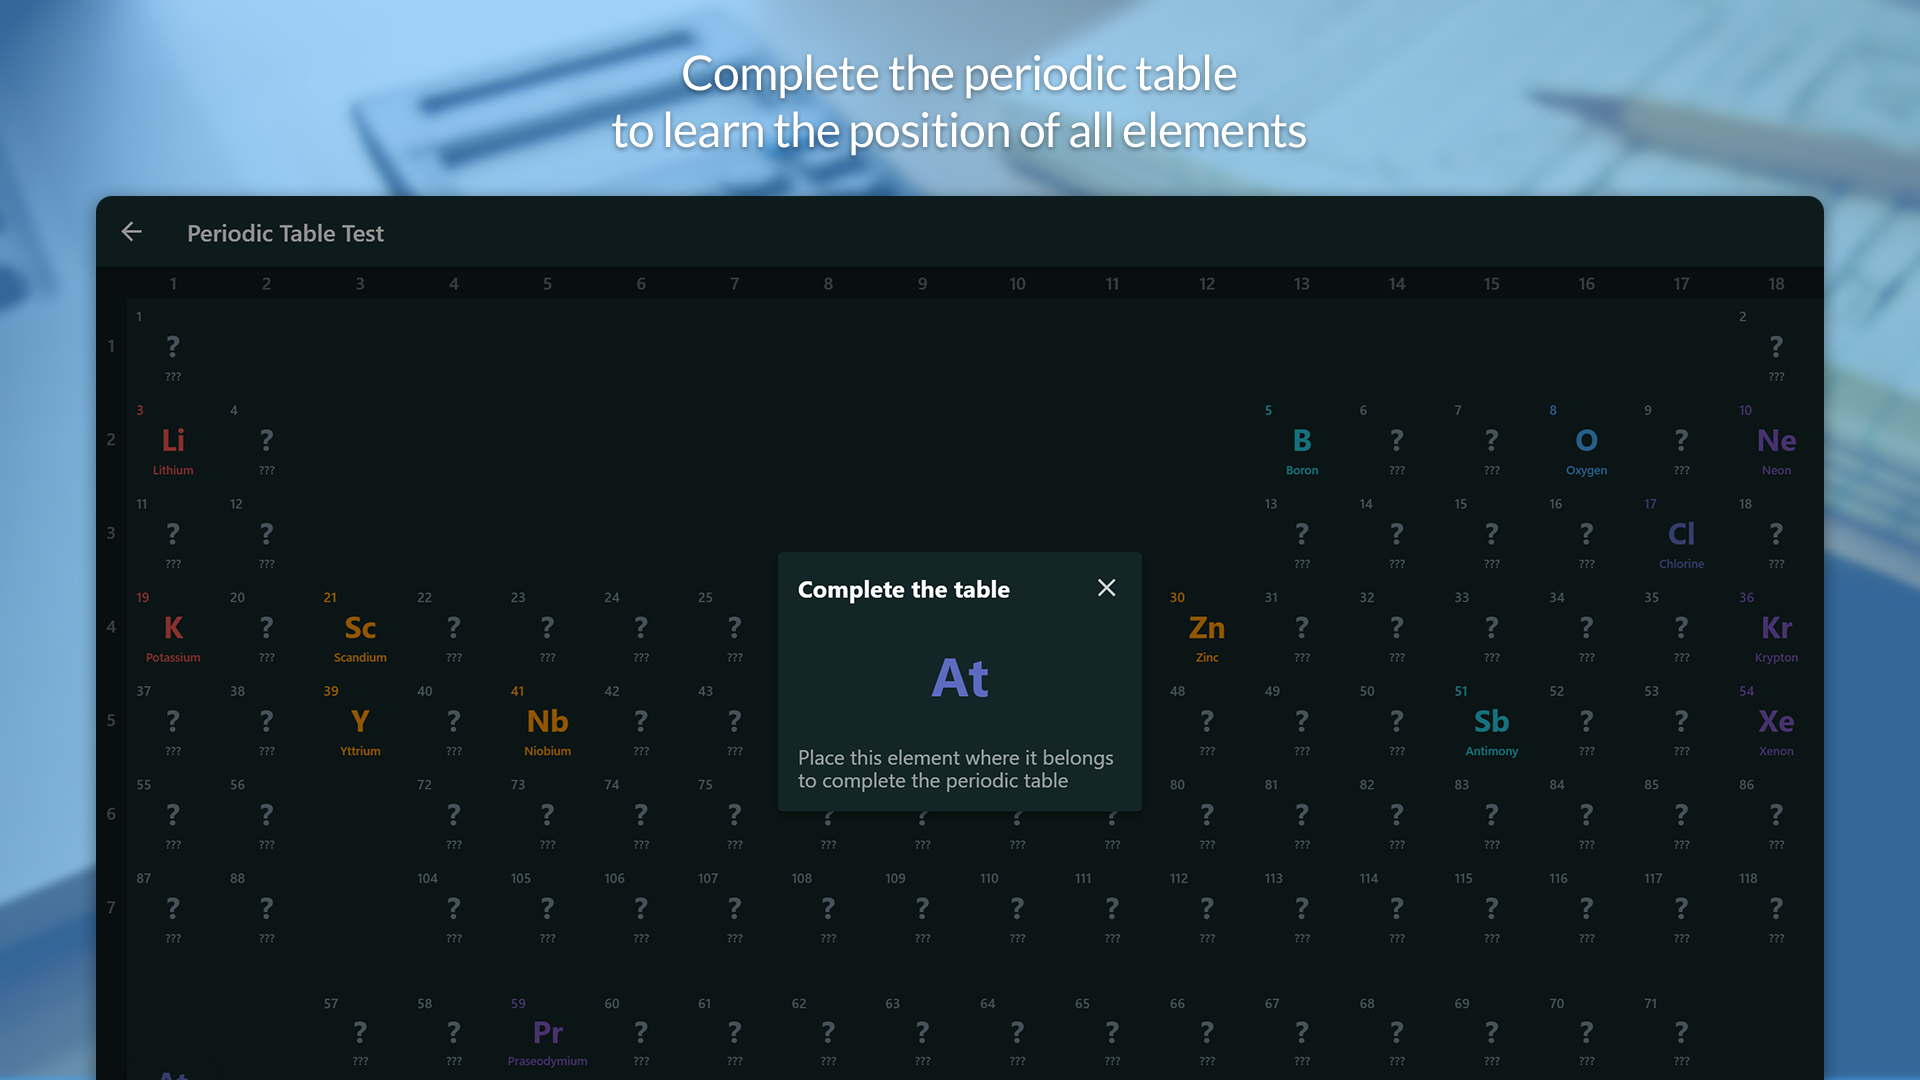 Complete the periodic table
to learn the position of all elements
Periodic Table Test
1 2 3 4 5 6 7 8 9 10 11 12 13 14 15 16 17 18
1 2
1 ? ?
??? ???
3 4 5 6 7 8 9 10
2 Li ? B ? ? O ? Ne
Lithium ??? Boron ??? ??? Oxygen ??? Neon
11 12 13 14 15 16 17 18
3 ? ? ? ? ? ? Cl ?
??? ??? ??? ??? ??? ??? Chlorine ???
Complete the table
19 20 21 22 23 24 25 30 31 32 33 34 35 36
4 K ? Sc ? ? ? ? Zn ? ? ? ? ? Kr
Potassium ??? Scandium ??? ??? ??? ??? Zinc ??? ??? ??? ??? ??? Krypton
At
37 38 39 40 41 42 43 48 49 50 51 52 53 54
5 ? ? Y ? Nb ? ? ? ? ? Sb ? ? Xe
??? ??? Yttrium ??? Niobium ??? ??? ??? ??? ??? Antimony ??? ??? Xenon
Place this element where it belongs
to complete the periodic table
55 56 72 73 74 75 80 81 82 83 84 85 86
6 ? ? ? ? ? ? ? ? ? ? ? ? ? ? ? ? ?
??? ??? ??? ??? ??? ??? ??? ??? ??? ??? ??? ??? ??? ??? ??? ??? ???
87 88 104 105 106 107 108 109 110 111 112 113 114 115 116 117 118
7 ? ? ? ? ? ? ? ? ? ? ? ? ? ? ? ? ?
??? ??? ??? ??? ??? ??? ??? ??? ??? ??? ??? ??? ??? ??? ??? ??? ???
57 58 59 60 61 62 63 64 65 66 67 68 69 70 71
? ? Pr ? ? ? ? ? ? ? ? ? ? ? ?
??? ??? Praseodymium ??? ??? ??? ??? ??? ??? ??? ??? ??? ??? ??? ???
At